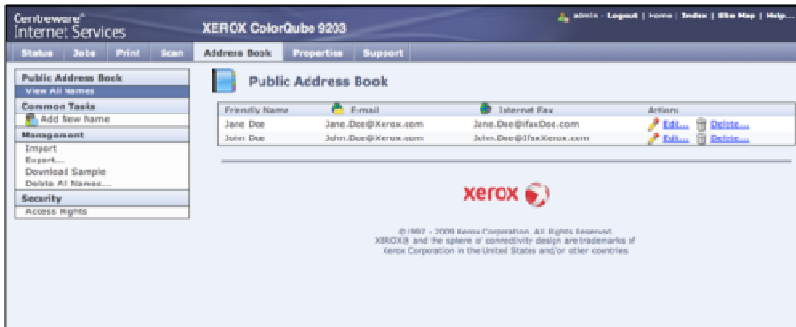 Centreware®
Internet Services
XEROX ColorQube 9203
admin - Logout | Home | Index | Site Map | Help...
Status Jobs Print Scan Address Book Properties Support
Public Address Book
View All Names
Common Tasks
Add New Name
Management
Import
Export...
Download Sample
Delete All Names...
Security
Access Rights
Public Address Book
Friendly Name E-mail Internet Fax Actions
Jane Doe Jane.Doe@Xerox.com Jane.Doe@ifaxDoe.com Edit... Delete...
John Doe John.Doe@Xerox.com John.Doe@IfaxXerox.com Edit... Delete...
xerox
© 1997 - 2009 Xerox Corporation. All Rights Reserved.
XEROX® and the sphere of connectivity design are trademarks of
Xerox Corporation in the United States and/or other countries